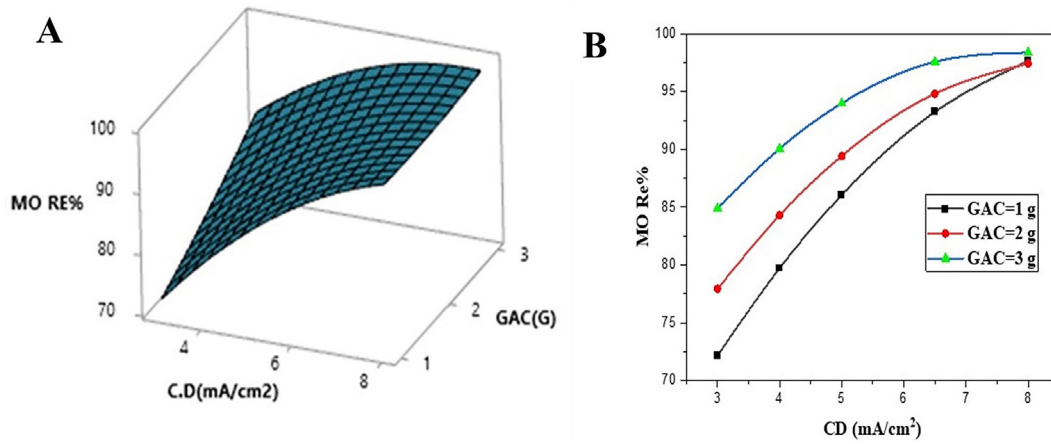 A
100
90
80
70
MO RE%
4
6
8
C.D(mA/cm2)
1
2
3
GAC(G)
B
100
95
90
85
80
75
70
MO Re%
3
4
5
6
7
8
CD (mA/cm²)
GAC=1 g
GAC=2 g
GAC=3 g